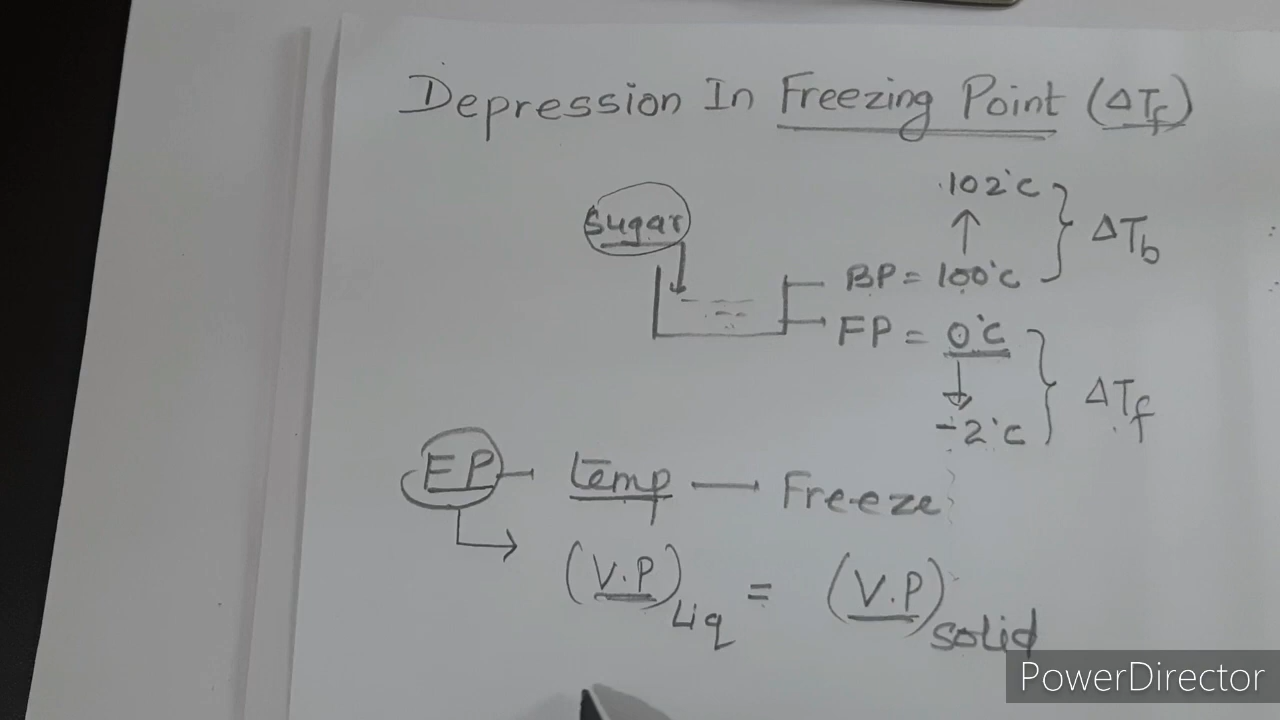 Depression In Freezing Point (ΔTf)
Sugar
102°C
ΔTb
BP = 100°C
FP = 0°C
ΔTf
-2°C
FP - temp - Freeze
(V.P)Liq = (V.P)solid
PowerDirector